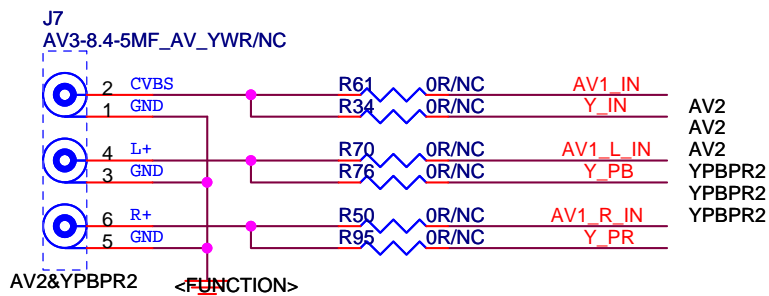 J7
AV3-8.4-5MF_AV_YWR/NC
2 CVBS R61 0R/NC AV1_IN
1 GND R34 0R/NC Y_IN
AV2
AV2
4 L+ R70 0R/NC AV1_L_IN AV2
3 GND R76 0R/NC Y_PB YPBPR2
YPBPR2
6 R+ R50 0R/NC AV1_R_IN YPBPR2
5 GND R95 0R/NC Y_PR
AV2&YPBPR2 <FUNCTION>